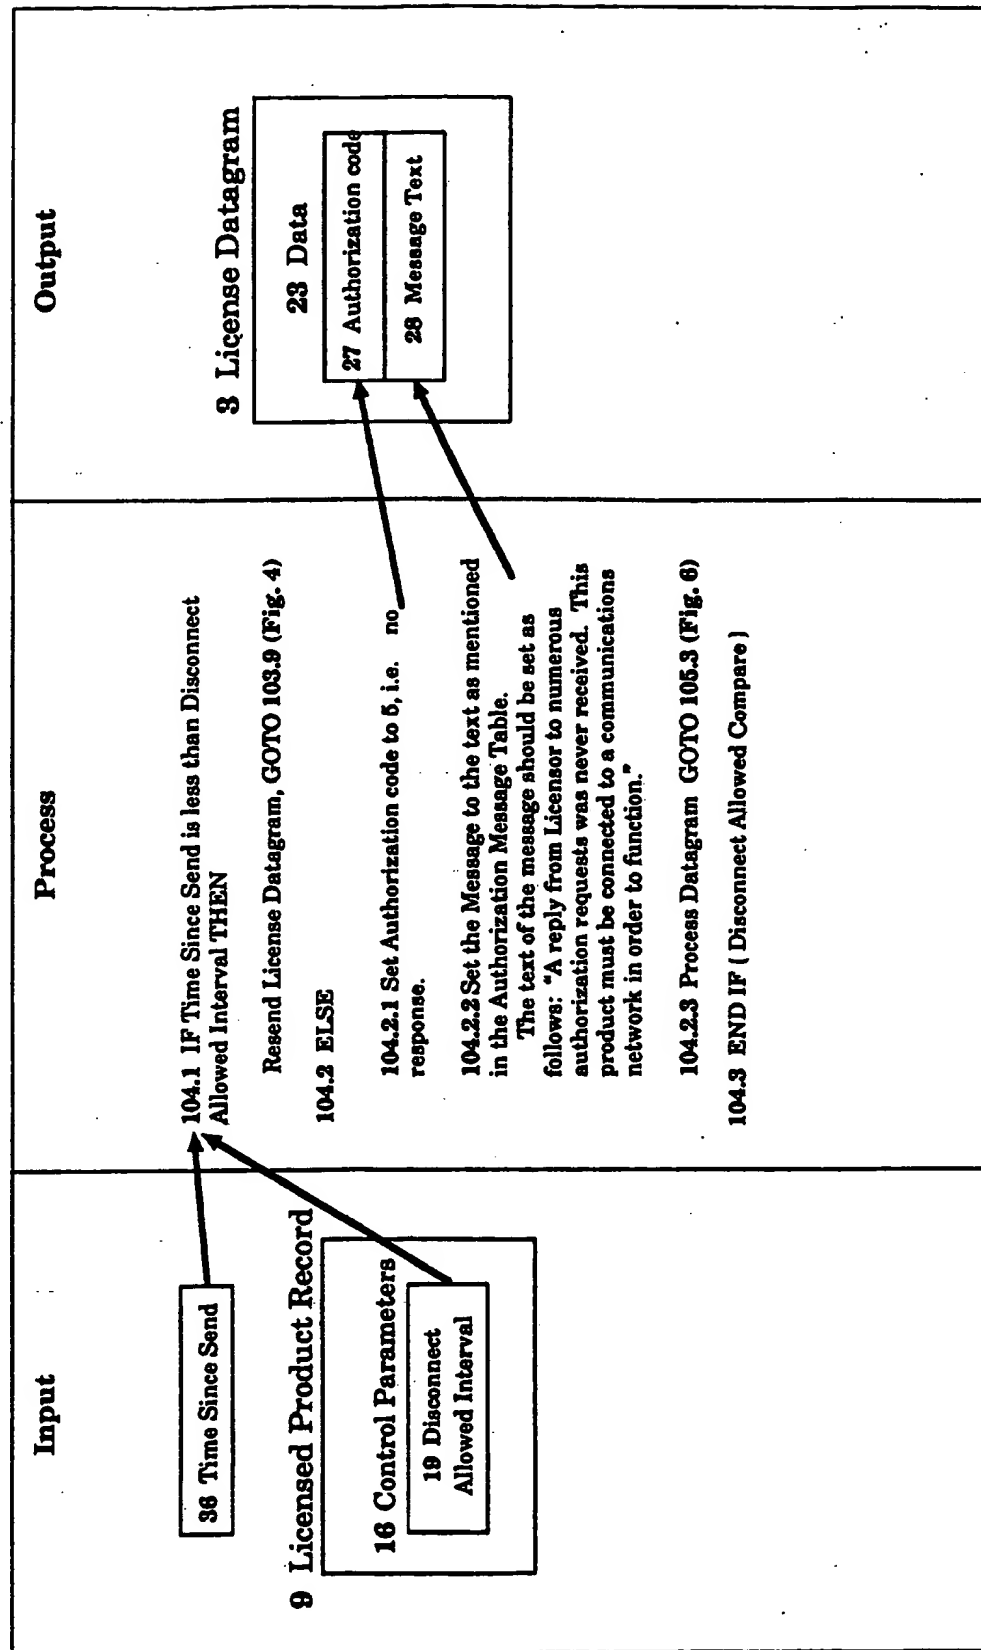 Input
36 Time Since Send
9 Licensed Product Record
16 Control Parameters
19 Disconnect
Allowed Interval
Process
104.1 IF Time Since Send is less than Disconnect
Allowed Interval THEN
Resend License Datagram, GOTO 103.9 (Fig. 4)
104.2 ELSE
104.2.1 Set Authorization code to 5, i.e. no
response.
104.2.2 Set the Message to the text as mentioned
in the Authorization Message Table.
The text of the message should be set as
follows: "A reply from Licensor to numerous
authorization requests was never received. This
product must be connected to a communications
network in order to function."
104.2.3 Process Datagram GOTO 105.3 (Fig. 6)
104.3 END IF ( Disconnect Allowed Compare )
Output
3 License Datagram
23 Data
27 Authorization code
28 Message Text